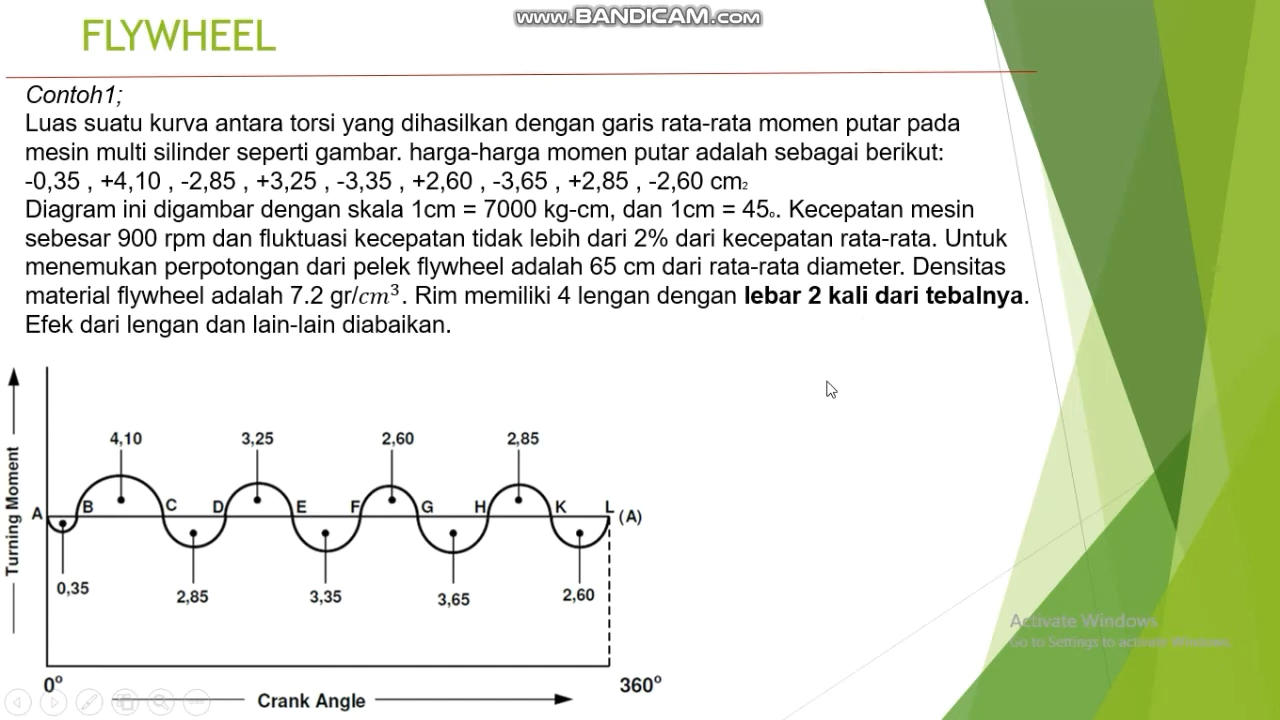 www.BANDICAM.com
FLYWHEEL
Contoh1;
Luas suatu kurva antara torsi yang dihasilkan dengan garis rata-rata momen putar pada
mesin multi silinder seperti gambar. harga-harga momen putar adalah sebagai berikut:
-0,35 , +4,10 , -2,85 , +3,25 , -3,35 , +2,60 , -3,65 , +2,85 , -2,60 cm₂
Diagram ini digambar dengan skala 1cm = 7000 kg-cm, dan 1cm = 45ₒ. Kecepatan mesin
sebesar 900 rpm dan fluktuasi kecepatan tidak lebih dari 2% dari kecepatan rata-rata. Untuk
menemukan perpotongan dari pelek flywheel adalah 65 cm dari rata-rata diameter. Densitas
material flywheel adalah 7.2 gr/cm³. Rim memiliki 4 lengan dengan lebar 2 kali dari tebalnya.
Efek dari lengan dan lain-lain diabaikan.
4,10 3,25 2,60 2,85
A B C D E F G H K L (A)
0,35 2,85 3,35 3,65 2,60
Turning Moment
0º 360º
Crank Angle
Activate Windows
Go to Settings to activate Windows.